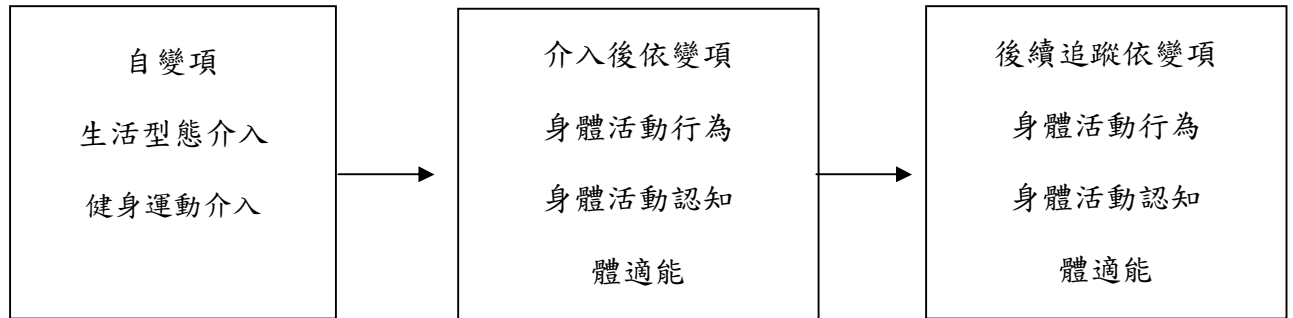 自變項
生活型態介入
健身運動介入
介入後依變項
身體活動行為
身體活動認知
體適能
後續追蹤依變項
身體活動行為
身體活動認知
體適能